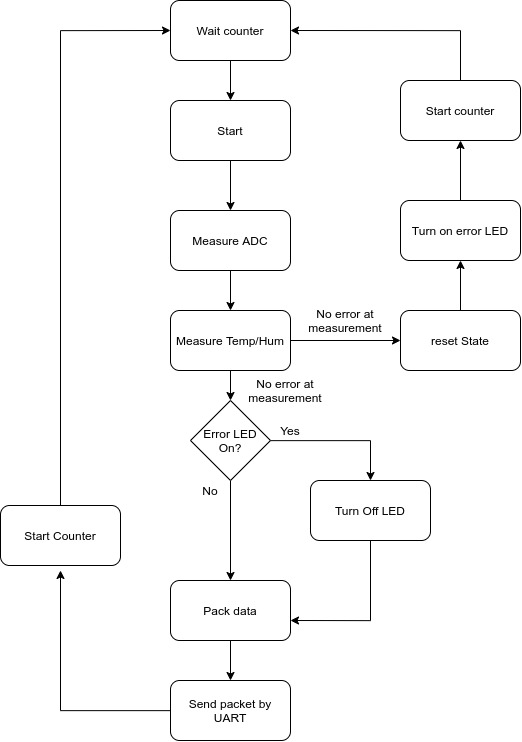 Wait counter
Start counter
Start
Turn on error LED
Measure ADC
No error at
measurement
Measure Temp/Hum
reset State
No error at
measurement
Error LED
On?
Yes
No
Turn Off LED
Start Counter
Pack data
Send packet by
UART